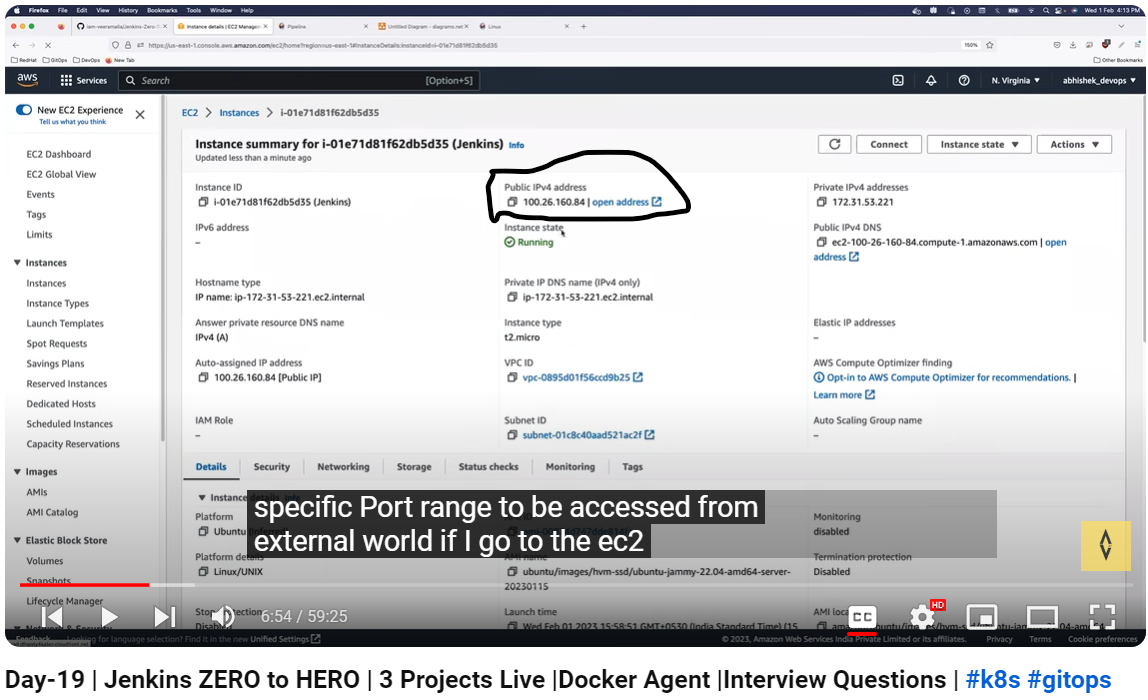 Firefox File Edit View History Bookmarks Tools Window Help Wed 1 Feb 4:13 PM
iam-veeramalla/Jenkins-Zero Instance details | EC2 Manage Pipeline Untitled Diagram - diagrams.net Linux
https://us-east-1.console.aws.amazon.com/ec2/home?region=us-east-1#InstanceDetails:instanceId=i-01e71d81f62db5d35 150%
RedHat GitOps DevOps New Tab Other Bookmarks
aws Services Search [Option+S] N. Virginia abhishek_devops
New EC2 Experience
Tell us what you think
EC2 Dashboard
EC2 Global View
Events
Tags
Limits
Instances
Instances
Instance Types
Launch Templates
Spot Requests
Savings Plans
Reserved Instances
Dedicated Hosts
Scheduled Instances
Capacity Reservations
Images
AMIs
AMI Catalog
Elastic Block Store
Volumes
Snapshots
Lifecycle Manager
Network & Security
EC2 > Instances > i-01e71d81f62db5d35
Instance summary for i-01e71d81f62db5d35 (Jenkins) Info
Updated less than a minute ago
Connect Instance state Actions
Instance ID
i-01e71d81f62db5d35 (Jenkins)
Public IPv4 address
100.26.160.84 | open address
Private IPv4 addresses
172.31.53.221
IPv6 address
–
Instance state
Running
Public IPv4 DNS
ec2-100-26-160-84.compute-1.amazonaws.com | open
address
Hostname type
IP name: ip-172-31-53-221.ec2.internal
Private IP DNS name (IPv4 only)
ip-172-31-53-221.ec2.internal
Answer private resource DNS name
IPv4 (A)
Instance type
t2.micro
Elastic IP addresses
–
Auto-assigned IP address
100.26.160.84 [Public IP]
VPC ID
vpc-0895d01f56ccd9b25
AWS Compute Optimizer finding
Opt-in to AWS Compute Optimizer for recommendations. |
Learn more
IAM Role
–
Subnet ID
subnet-01c8c40aad521ac2f
Auto Scaling Group name
–
Details Security Networking Storage Status checks Monitoring Tags
Instance details Info
Platform
Ubuntu
Monitoring
disabled
specific Port range to be accessed from
external world if I go to the ec2
Platform details
Linux/UNIX
AMI name
ubuntu/images/hvm-ssd/ubuntu-jammy-22.04-amd64-server-
20230115
Termination protection
Disabled
Stop protection
Disabled
Launch time
Wed Feb 01 2023 15:58:51 GMT+0530 (India Standard Time) (15
AMI location
6:54 / 59:25
CC HD
Feedback Looking for language selection? Find it in the new Unified Settings © 2023, Amazon Web Services India Private Limited or its affiliates. Privacy Terms Cookie preferences
Day-19 | Jenkins ZERO to HERO | 3 Projects Live |Docker Agent |Interview Questions | #k8s #gitops